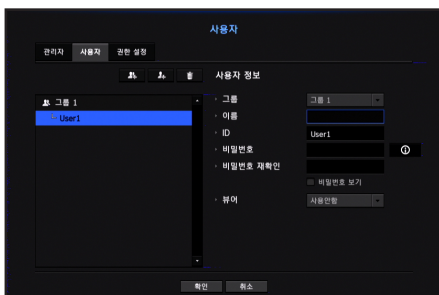 사용자
관리자 사용자 권한 설정
사용자 정보
그룹 1
User1
그룹 그룹 1
이름
ID User1
비밀번호
비밀번호 재확인
비밀번호 보기
뷰어 사용안함
확인 취소